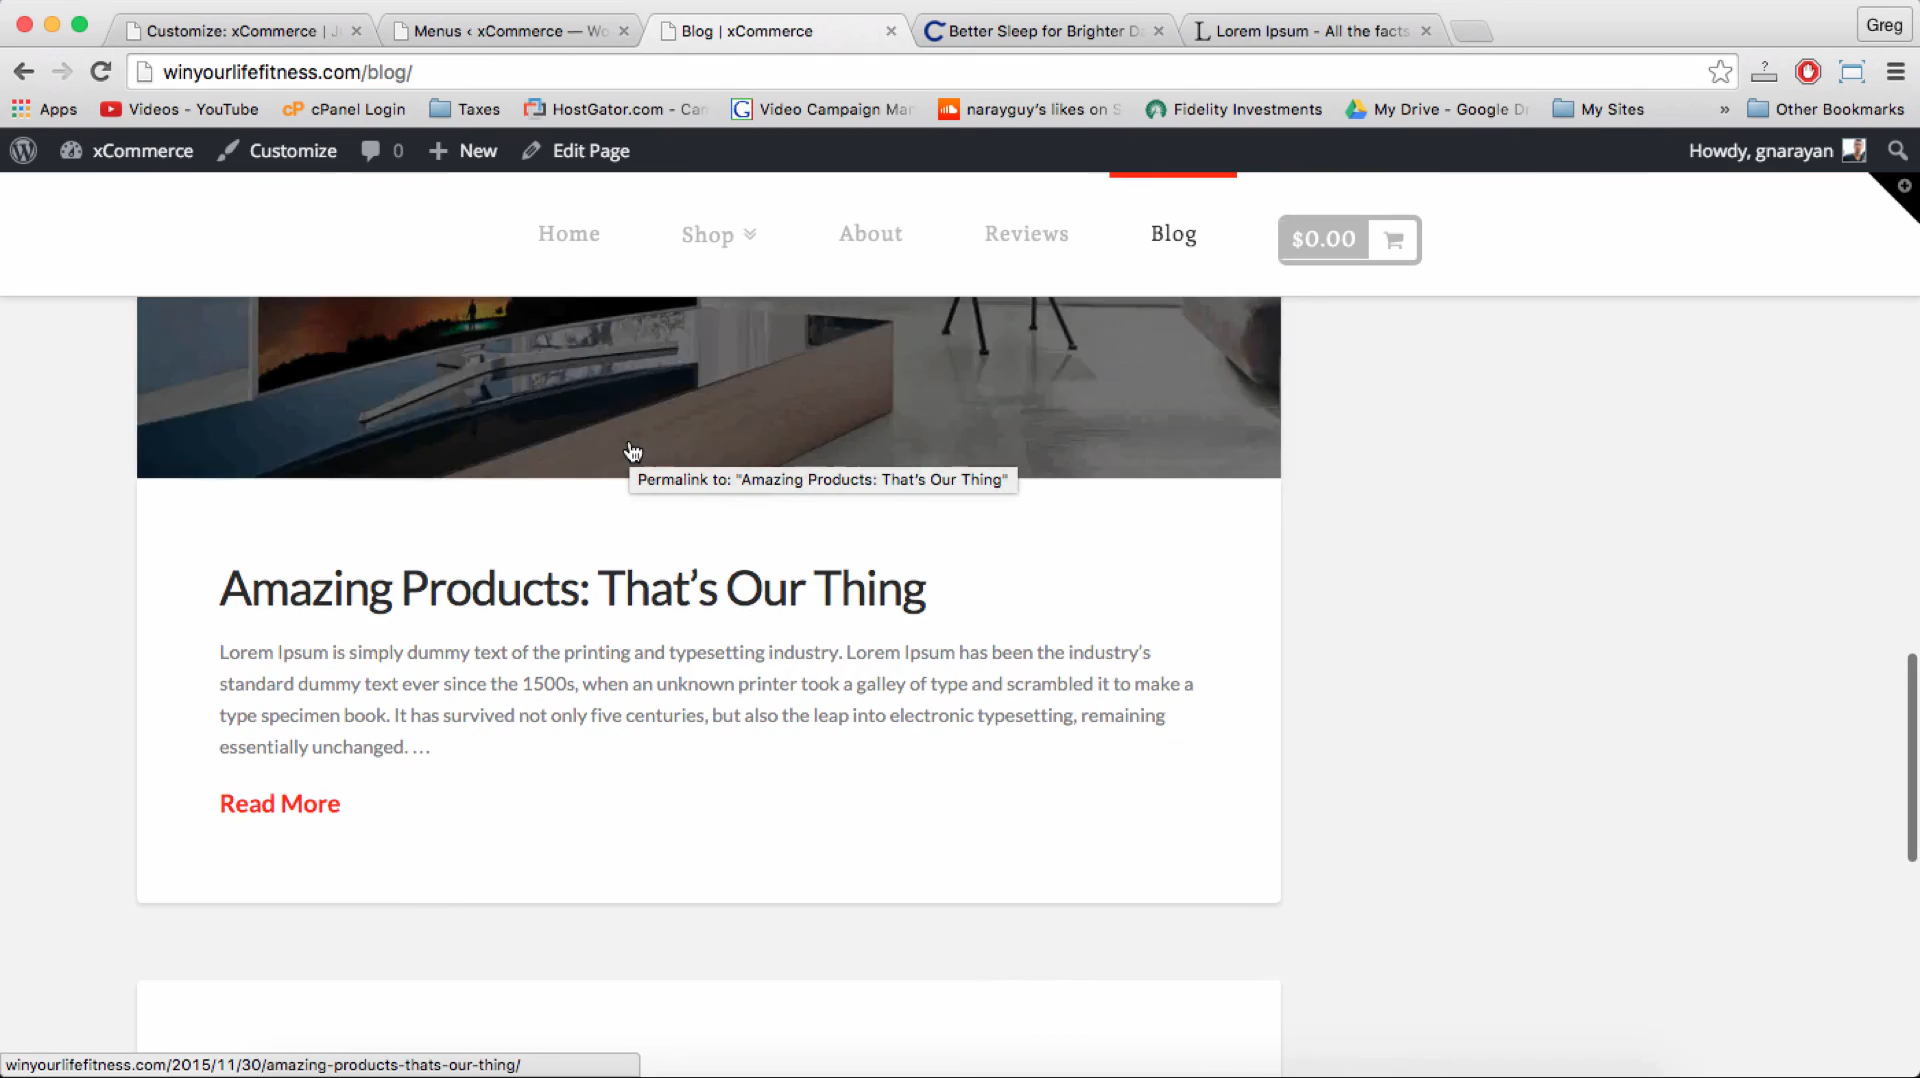 Customize: xCommerce | J
Menus ‹ xCommerce — Wo
Blog | xCommerce
Better Sleep for Brighter Da
Lorem Ipsum - All the facts
Greg
winyourlifefitness.com/blog/
Apps
Videos - YouTube
cPanel Login
Taxes
HostGator.com - Can
Video Campaign Man
narayguy's likes on S
Fidelity Investments
My Drive - Google Dr
My Sites
»
Other Bookmarks
xCommerce
Customize
0
New
Edit Page
Howdy, gnarayan
Home
Shop
About
Reviews
Blog
$0.00
Permalink to: "Amazing Products: That's Our Thing"
Amazing Products: That's Our Thing
Lorem Ipsum is simply dummy text of the printing and typesetting industry. Lorem Ipsum has been the industry's
standard dummy text ever since the 1500s, when an unknown printer took a galley of type and scrambled it to make a
type specimen book. It has survived not only five centuries, but also the leap into electronic typesetting, remaining
essentially unchanged. …
Read More
winyourlifefitness.com/2015/11/30/amazing-products-thats-our-thing/